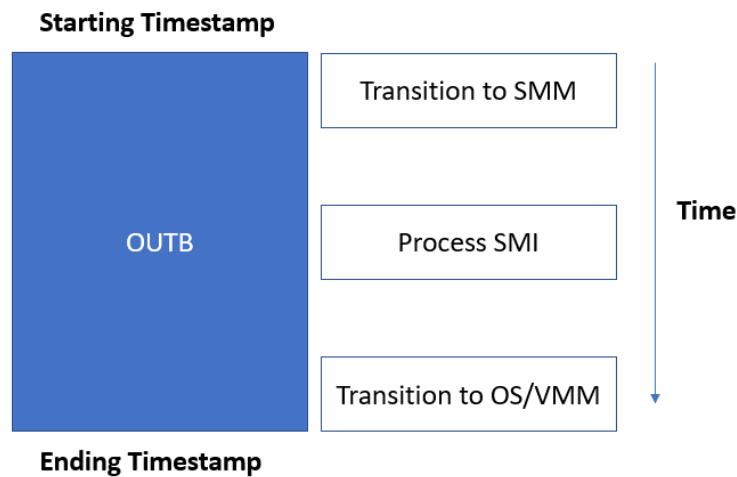 Starting Timestamp
Transition to SMM
Time
OUTB
Process SMI
Transition to OS/VMM
Ending Timestamp